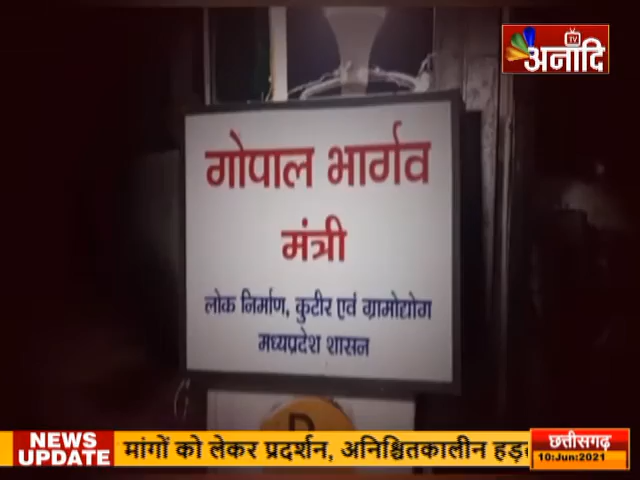 TV
अनादि
गोपाल भार्गव
मंत्री
लोक निर्माण, कुटीर एवं ग्रामोद्योग
मध्यप्रदेश शासन
D
NEWS UPDATE
मांगों को लेकर प्रदर्शन, अनिश्चितकालीन
छत्तीसगढ़
10:Jun:2021